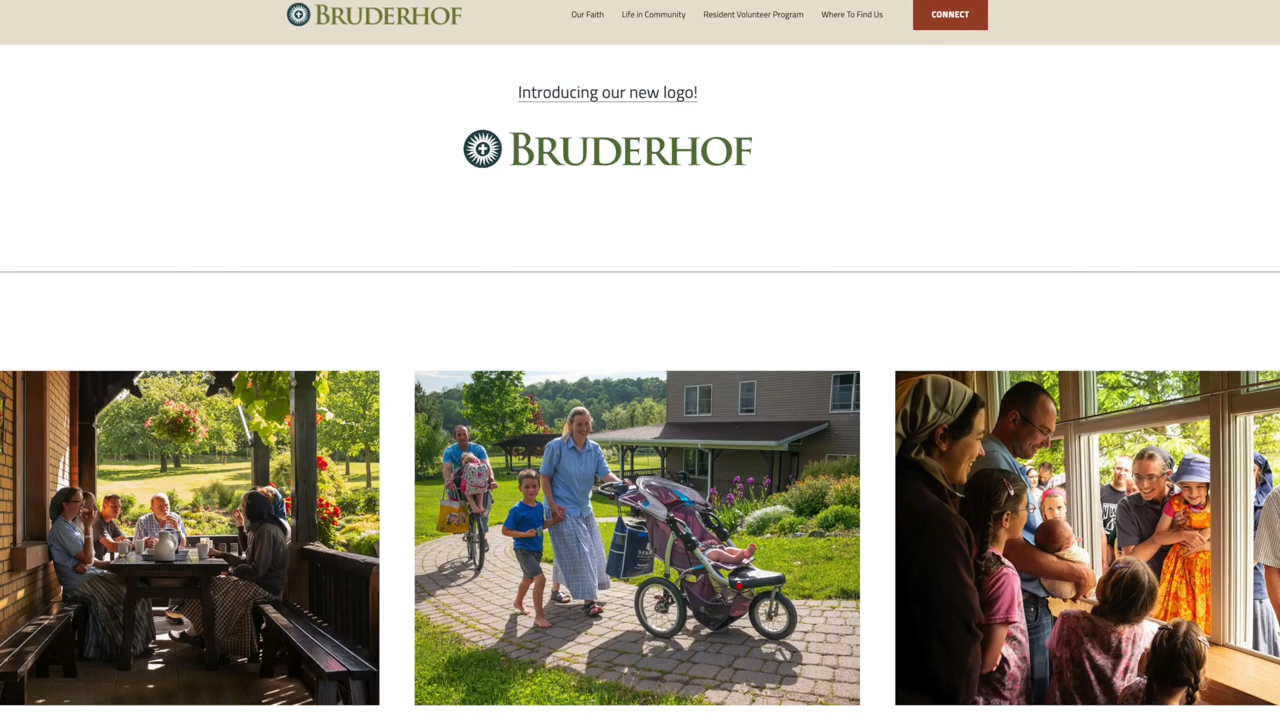 BRUDERHOF
Our Faith
Life in Community
Resident Volunteer Program
Where To Find Us
CONNECT
Introducing our new logo!
BRUDERHOF